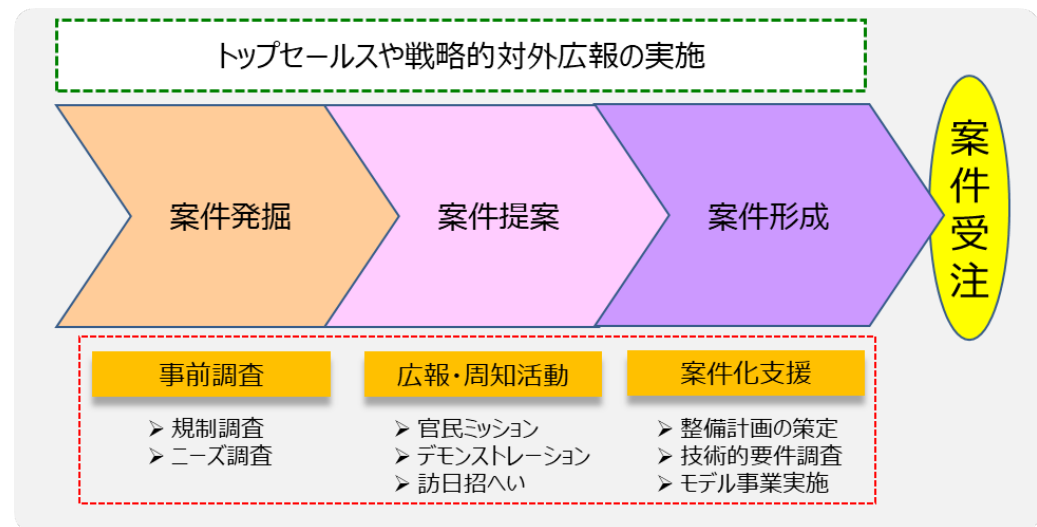 トップセールスや戦略的対外広報の実施
案件発掘
案件提案
案件形成
案件受注
事前調査
➢ 規制調査
➢ ニーズ調査
広報・周知活動
➢ 官民ミッション
➢ デモンストレーション
➢ 訪日招へい
案件化支援
➢ 整備計画の策定
➢ 技術的要件調査
➢ モデル事業実施